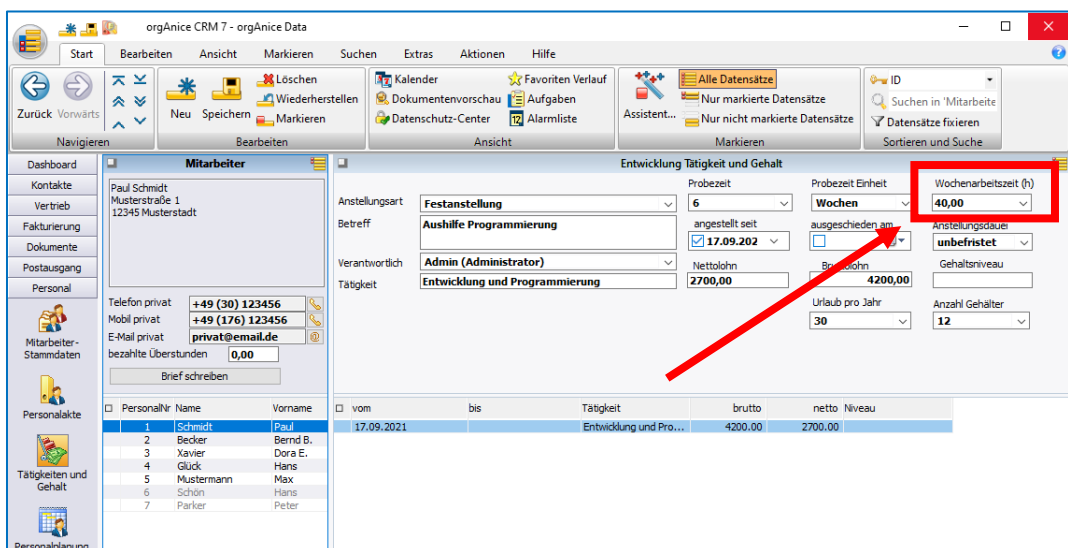 orgAnice CRM 7 - orgAnice Data
Start Bearbeiten Ansicht Markieren Suchen Extras Aktionen Hilfe
Zurück Vorwärts
Neu Speichern
Löschen
Wiederherstellen
Markieren
Kalender
Dokumentenvorschau
Datenschutz-Center
Favoriten Verlauf
Aufgaben
12 Alarmliste
Assistent...
Alle Datensätze
Nur markierte Datensätze
Nur nicht markierte Datensätze
ID
Suchen in 'Mitarbeite
Datensätze fixieren
Navigieren Bearbeiten Ansicht Markieren Sortieren und Suche
Dashboard
Kontakte
Vertrieb
Fakturierung
Dokumente
Postausgang
Personal
Mitarbeiter-
Stammdaten
Personalakte
Tätigkeiten und
Gehalt
Personalplanung
Mitarbeiter
Paul Schmidt
Musterstraße 1
12345 Musterstadt
Telefon privat +49 (30) 123456
Mobil privat +49 (176) 123456
E-Mail privat privat@email.de @
bezahlte Überstunden 0,00
Brief schreiben
PersonalNr Name Vorname
1 Schmidt Paul
2 Becker Bernd B.
3 Xavier Dora E.
4 Glück Hans
5 Mustermann Max
6 Schön Hans
7 Parker Peter
Entwicklung Tätigkeit und Gehalt
Anstellungsart Festanstellung
Betreff Aushilfe Programmierung
Verantwortlich Admin (Administrator)
Tätigkeit Entwicklung und Programmierung
Probezeit Probezeit Einheit Wochenarbeitszeit (h)
6 Wochen 40,00
angestellt seit ausgeschieden am Anstellungsdauer
17.09.202 unbefristet
Nettolohn Gehaltsniveau
2700,00 4200,00
Urlaub pro Jahr Anzahl Gehälter
30 12
vom bis Tätigkeit brutto netto Niveau
17.09.2021 Entwicklung und Pro... 4200.00 2700.00